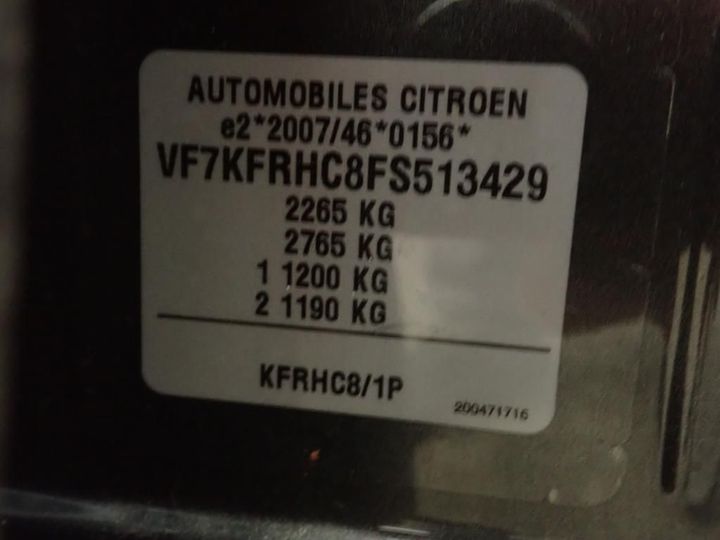 AUTOMOBILES CITROEN
e2*2007/46*0156*
VF7KFRHC8FS513429
2265 KG
2765 KG
1 1200 KG
2 1190 KG
KFRHC8/1P
200471716